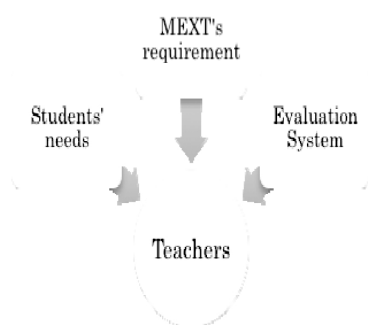 MEXT's
requirement
Students'
needs
Evaluation
System
Teachers